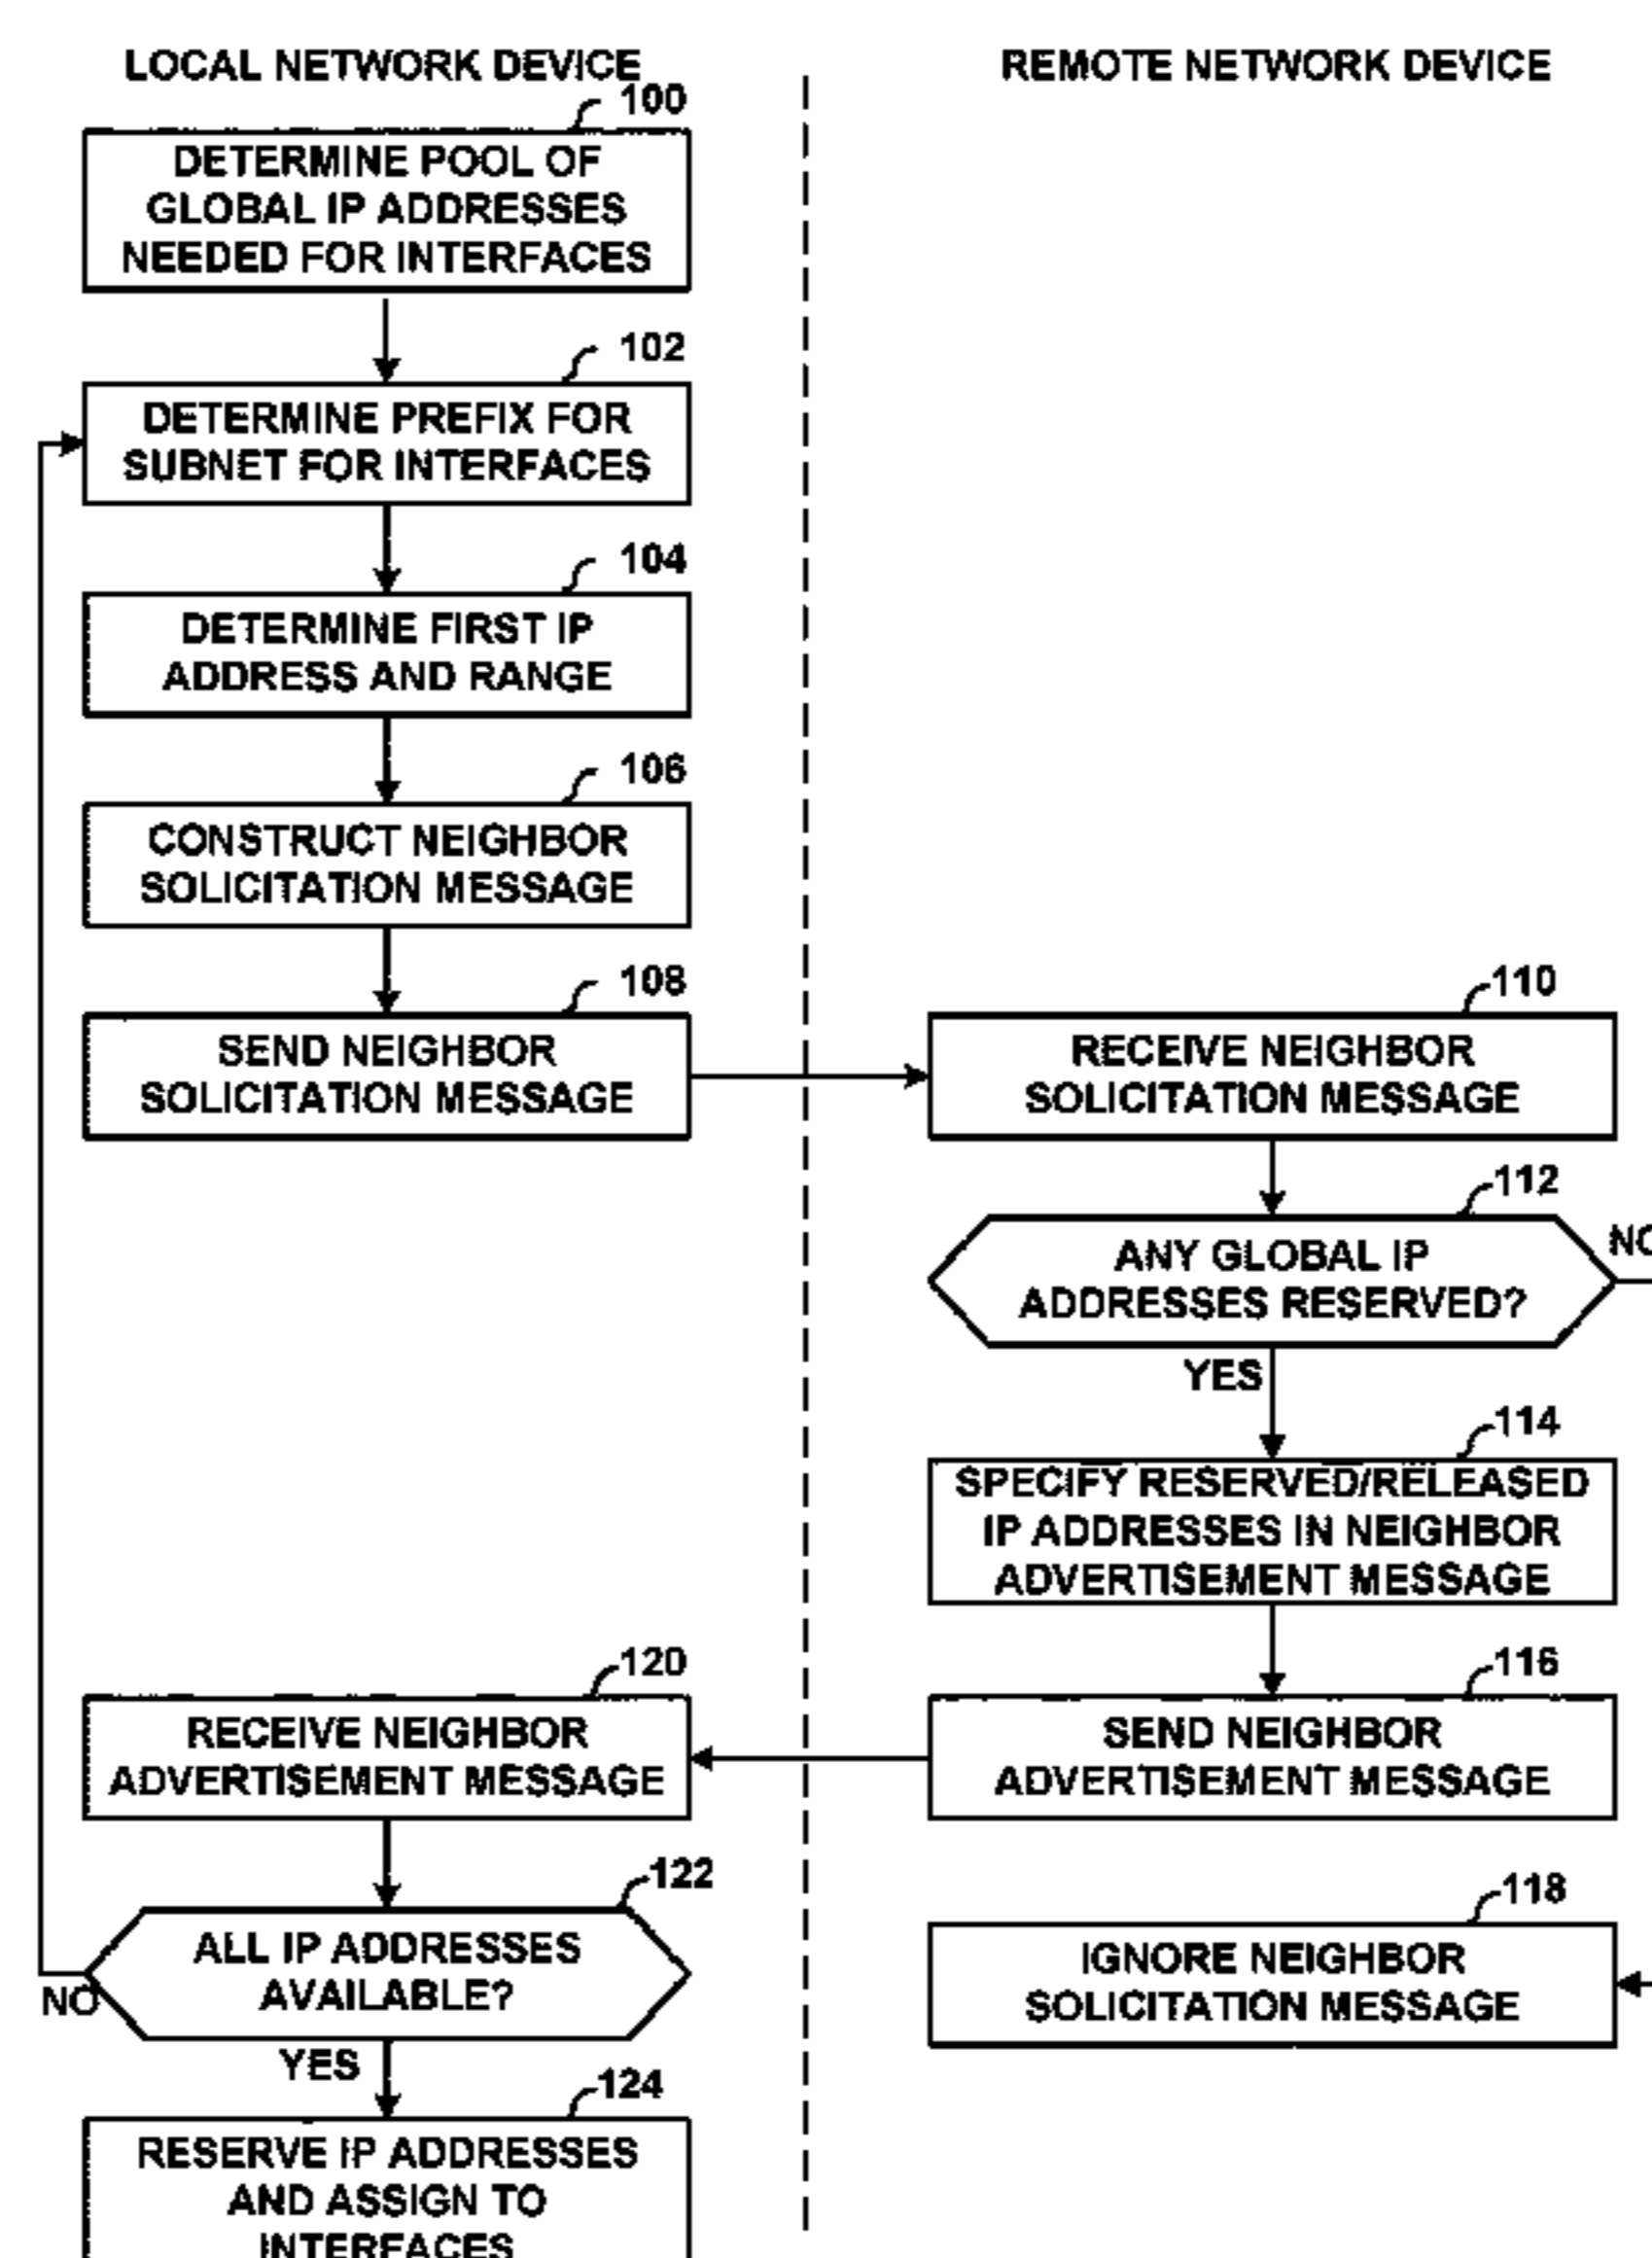 LOCAL NETWORK DEVICE
REMOTE NETWORK DEVICE
100
DETERMINE POOL OF
GLOBAL IP ADDRESSES
NEEDED FOR INTERFACES
102
DETERMINE PREFIX FOR
SUBNET FOR INTERFACES
104
DETERMINE FIRST IP
ADDRESS AND RANGE
106
CONSTRUCT NEIGHBOR
SOLICITATION MESSAGE
108
SEND NEIGHBOR
SOLICITATION MESSAGE
110
RECEIVE NEIGHBOR
SOLICITATION MESSAGE
112
ANY GLOBAL IP
ADDRESSES RESERVED?
NO
YES
114
SPECIFY RESERVED/RELEASED
IP ADDRESSES IN NEIGHBOR
ADVERTISEMENT MESSAGE
116
SEND NEIGHBOR
ADVERTISEMENT MESSAGE
118
IGNORE NEIGHBOR
SOLICITATION MESSAGE
120
RECEIVE NEIGHBOR
ADVERTISEMENT MESSAGE
122
ALL IP ADDRESSES
AVAILABLE?
NO
YES
124
RESERVE IP ADDRESSES
AND ASSIGN TO
INTERFACES